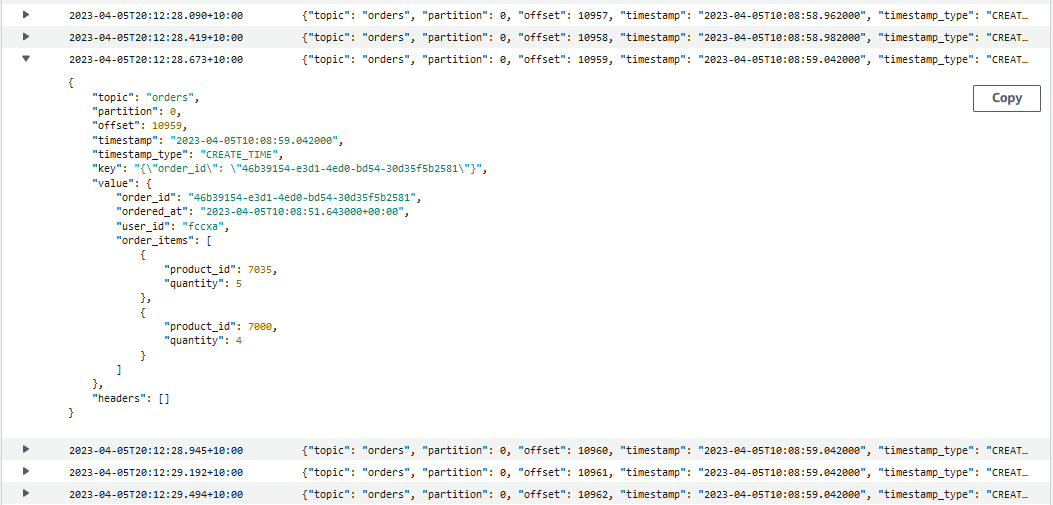 2023-04-05T20:12:28.090+10:00 {"topic": "orders", "partition": 0, "offset": 10957, "timestamp": "2023-04-05T10:08:58.962000", "timestamp_type": "CREAT…
2023-04-05T20:12:28.419+10:00 {"topic": "orders", "partition": 0, "offset": 10958, "timestamp": "2023-04-05T10:08:58.982000", "timestamp_type": "CREAT…
2023-04-05T20:12:28.673+10:00 {"topic": "orders", "partition": 0, "offset": 10959, "timestamp": "2023-04-05T10:08:59.042000", "timestamp_type": "CREAT…
{
    "topic": "orders",
Copy
    "partition": 0,
    "offset": 10959,
    "timestamp": "2023-04-05T10:08:59.042000",
    "timestamp_type": "CREATE_TIME",
    "key": "{\"order_id\": \"46b39154-e3d1-4ed0-bd54-30d35f5b2581\"}",
    "value": {
        "order_id": "46b39154-e3d1-4ed0-bd54-30d35f5b2581",
        "ordered_at": "2023-04-05T10:08:51.643000+00:00",
        "user_id": "fccxa",
        "order_items": [
            {
                "product_id": 7035,
                "quantity": 5
            },
            {
                "product_id": 7000,
                "quantity": 4
            }
        ]
    },
    "headers": []
}
2023-04-05T20:12:28.945+10:00 {"topic": "orders", "partition": 0, "offset": 10960, "timestamp": "2023-04-05T10:08:59.042000", "timestamp_type": "CREAT…
2023-04-05T20:12:29.192+10:00 {"topic": "orders", "partition": 0, "offset": 10961, "timestamp": "2023-04-05T10:08:59.042000", "timestamp_type": "CREAT…
2023-04-05T20:12:29.494+10:00 {"topic": "orders", "partition": 0, "offset": 10962, "timestamp": "2023-04-05T10:08:59.042000", "timestamp_type": "CREAT…